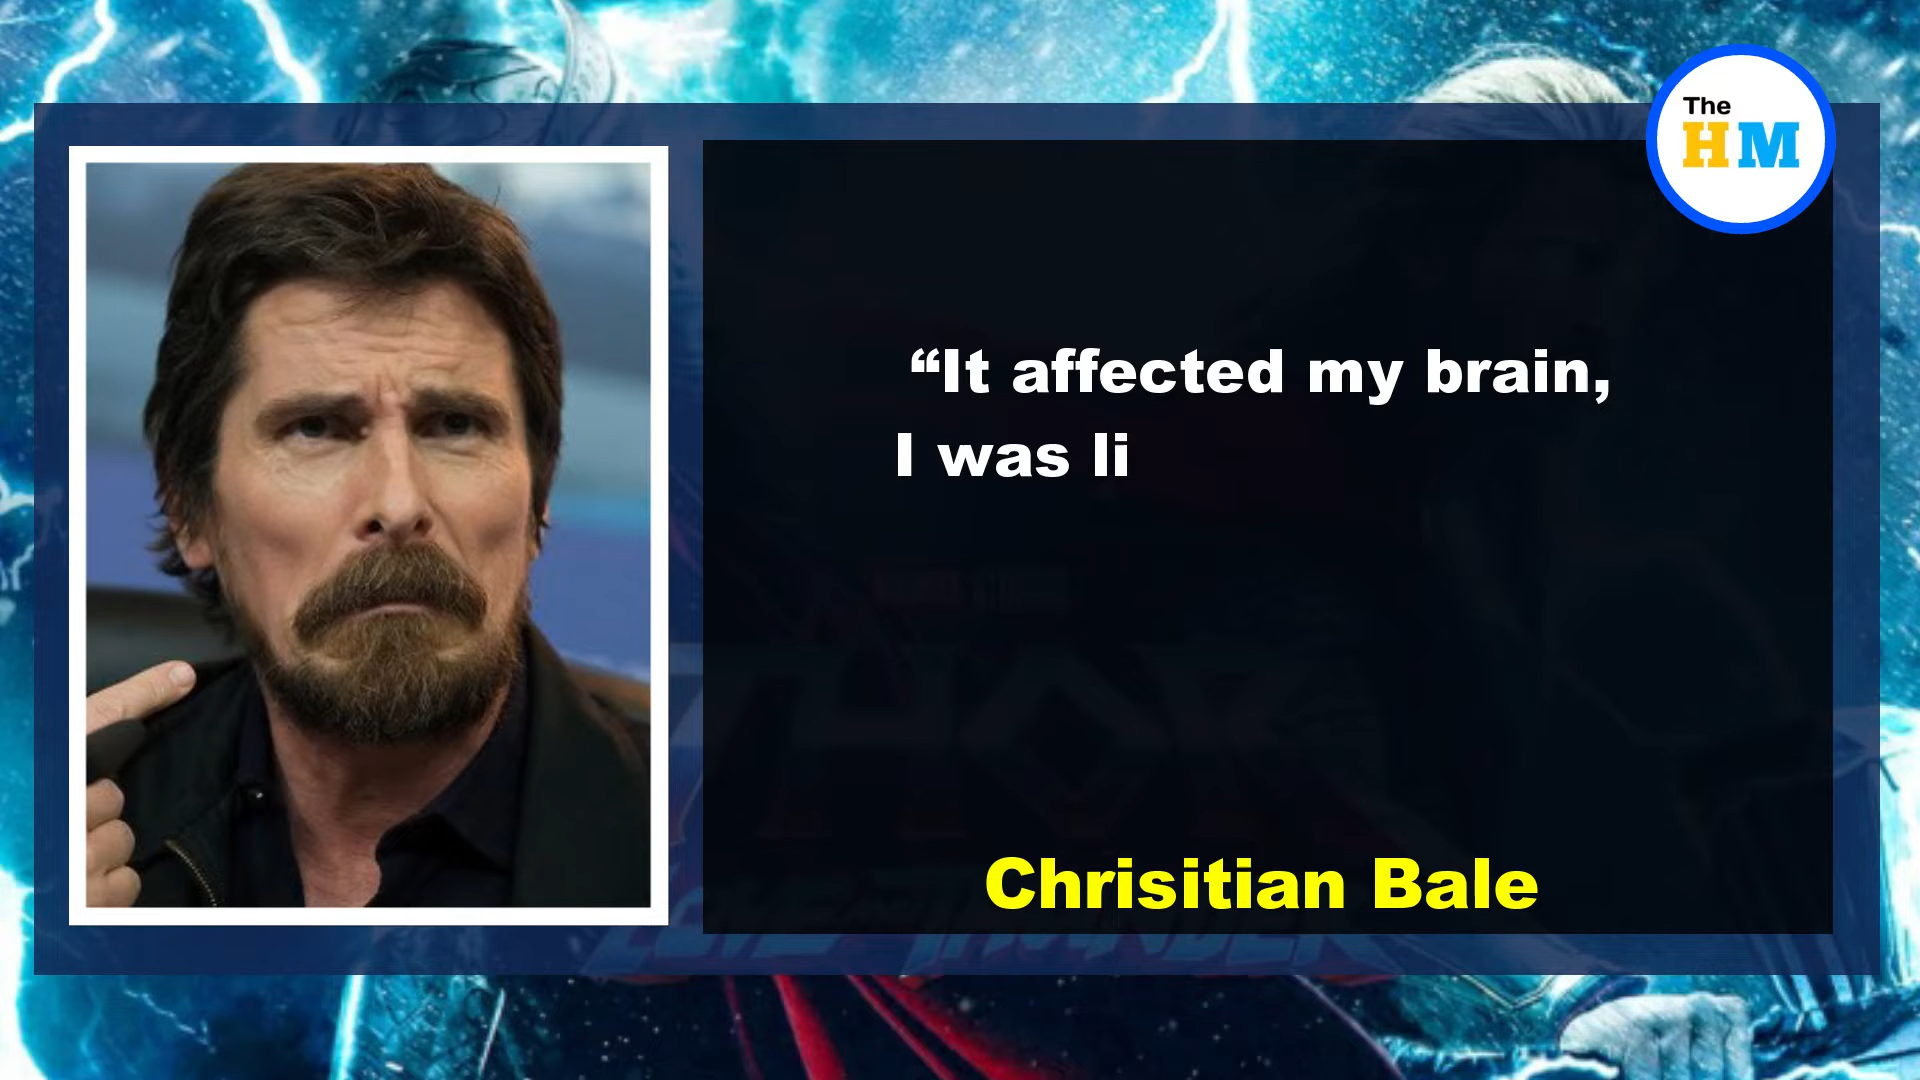 The
HM
“It affected my brain,
I was li
Chrisitian Bale